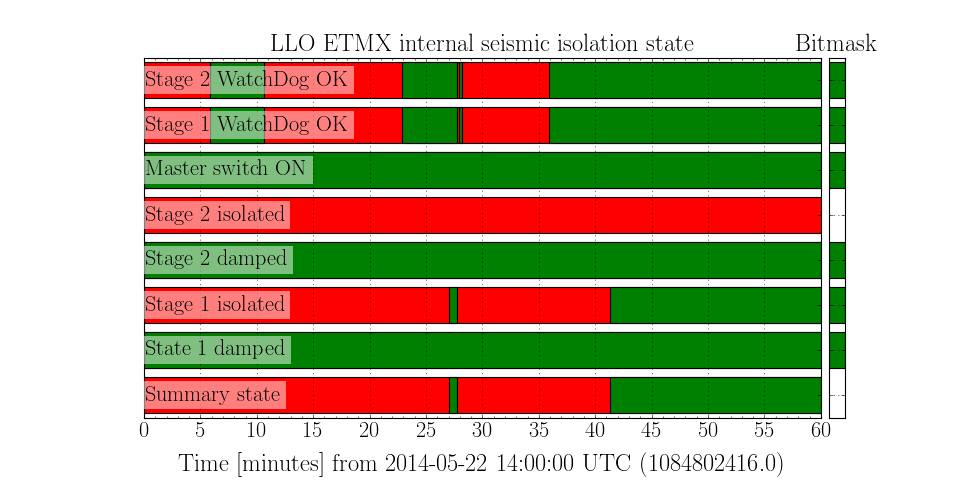 LLO ETMX internal seismic isolation state
Bitmask
Stage 2 WatchDog OK
Stage 1 WatchDog OK
Master switch ON
Stage 2 isolated
Stage 2 damped
Stage 1 isolated
State 1 damped
Summary state
0 5 10 15 20 25 30 35 40 45 50 55 60
Time [minutes] from 2014-05-22 14:00:00 UTC (1084802416.0)